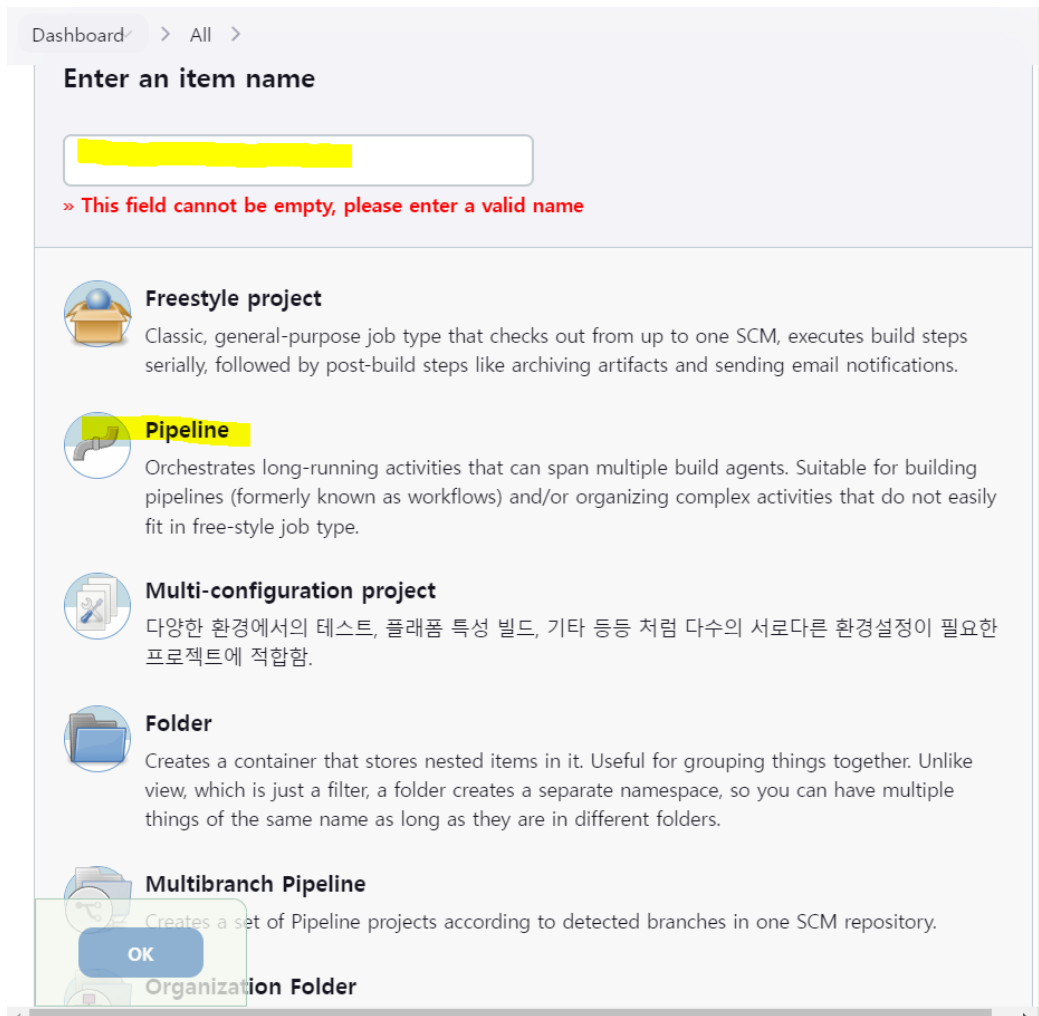 Dashboard > All >
Enter an item name
» This field cannot be empty, please enter a valid name
Freestyle project
Classic, general-purpose job type that checks out from up to one SCM, executes build steps
serially, followed by post-build steps like archiving artifacts and sending email notifications.
Pipeline
Orchestrates long-running activities that can span multiple build agents. Suitable for building
pipelines (formerly known as workflows) and/or organizing complex activities that do not easily
fit in free-style job type.
Multi-configuration project
다양한 환경에서의 테스트, 플래폼 특성 빌드, 기타 등등 처럼 다수의 서로다른 환경설정이 필요한
프로젝트에 적합함.
Folder
Creates a container that stores nested items in it. Useful for grouping things together. Unlike
view, which is just a filter, a folder creates a separate namespace, so you can have multiple
things of the same name as long as they are in different folders.
Multibranch Pipeline
Creates a set of Pipeline projects according to detected branches in one SCM repository.
OK
Organization Folder